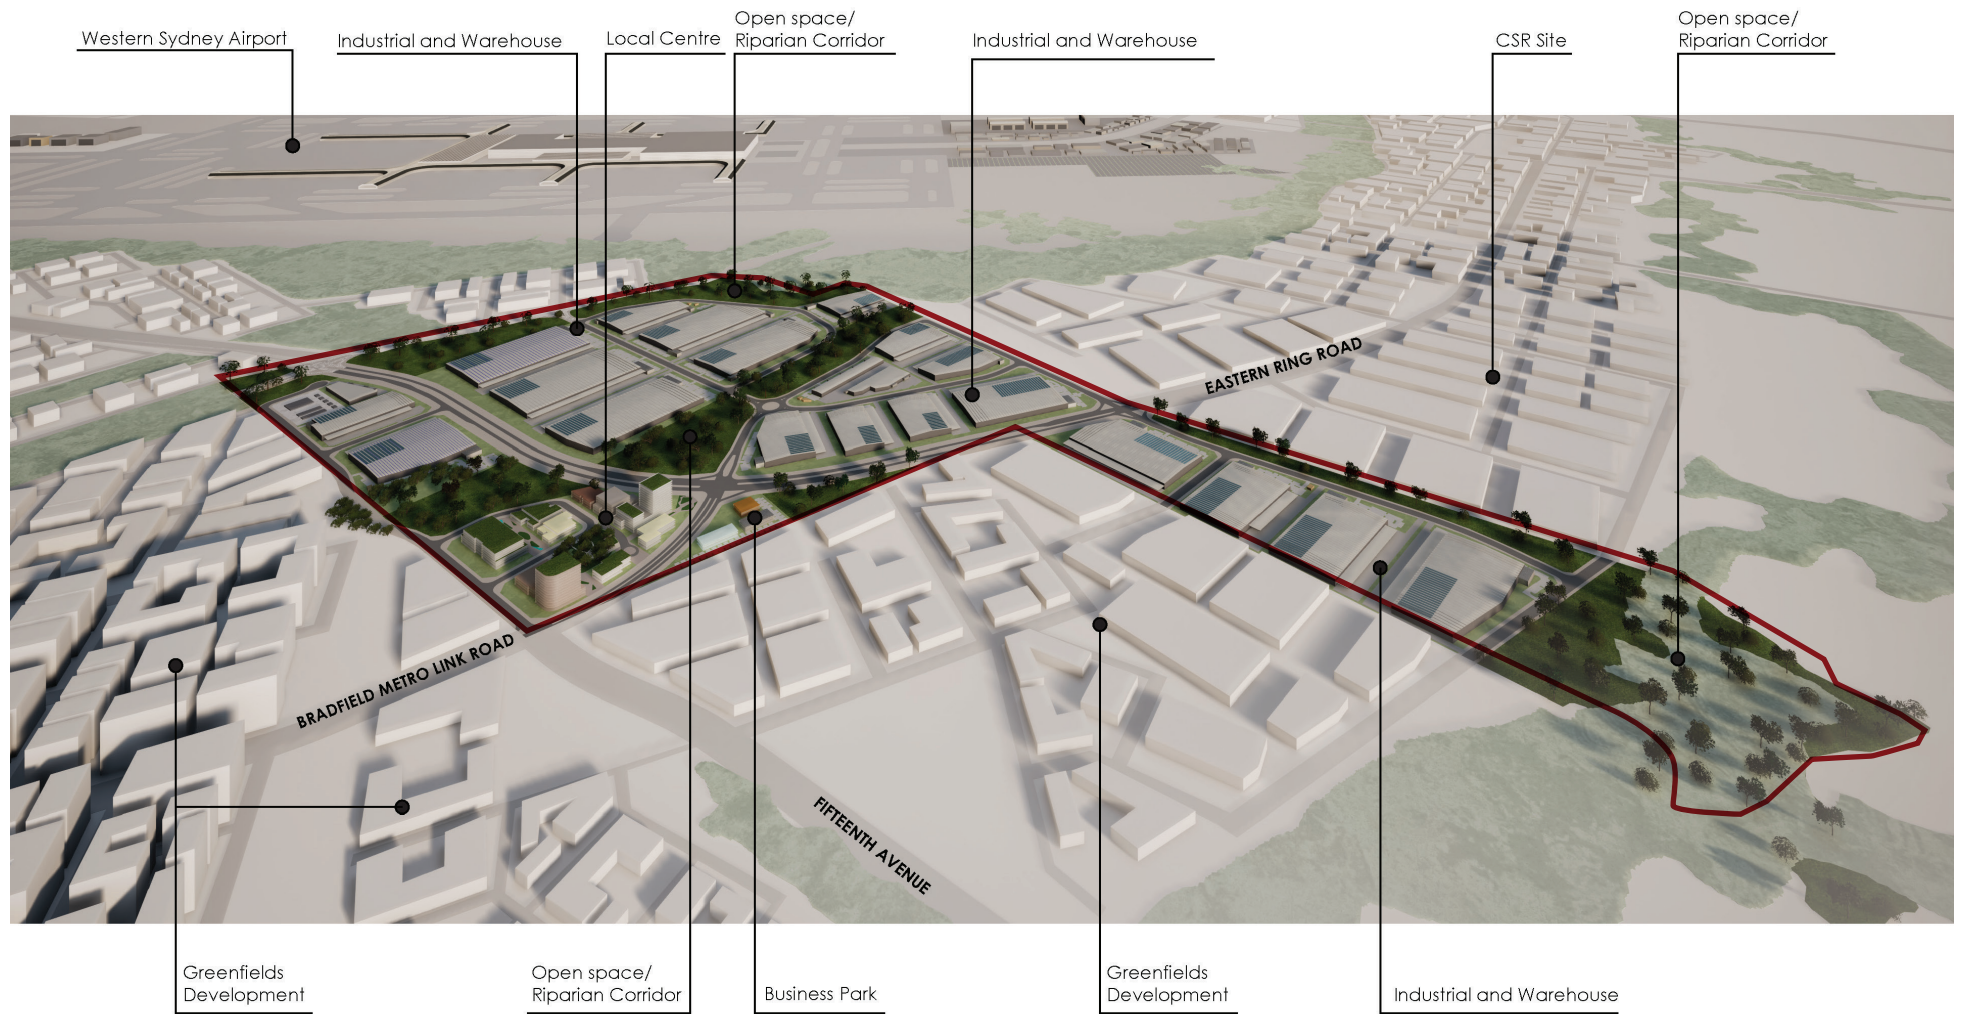 Western Sydney Airport
Industrial and Warehouse
Local Centre
Open space/
Riparian Corridor
Industrial and Warehouse
CSR Site
Open space/
Riparian Corridor
EASTERN RING ROAD
BRADFIELD METRO LINK ROAD
FIFTEENTH AVENUE
Greenfields
Development
Open space/
Riparian Corridor
Business Park
Greenfields
Development
Industrial and Warehouse